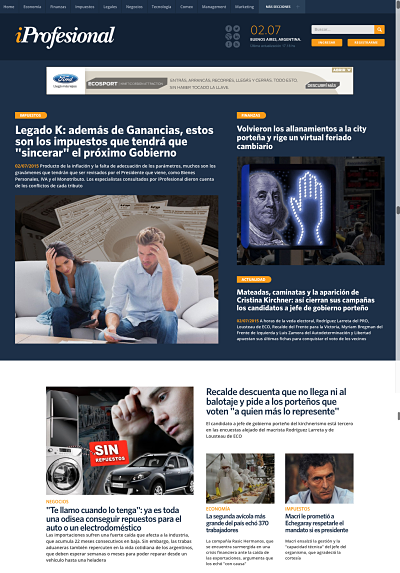 Home Economía Finanzas Impuestos Legales Negocios Tecnología Comex Management Marketing MÁS SECCIONES
iProfesional
02.07
BUENOS AIRES, ARGENTINA.
Buscar...
Ford
ECOSPORT
ENTRAS, ARRANCAS, RECORRES, LLEGAS Y CIERRAS. TODO ESTO
SIN HABER TOCADO LA LLAVE.
IMPUESTOS
Legado K: además de Ganancias, estos
son los impuestos que tendrá que
"sincerar" el próximo Gobierno
02/07/2015 Producto de la inflación y la falta de adecuación de los parámetros, muchos son los
gravámenes que tendrán que ser revisados por el Presidente que viene, como Bienes
Personales, IVA y el Monotributo. Los especialistas consultados por iProfesional dieron cuenta
de los conflictos de cada tributo
FINANZAS
Volvieron los allanamientos a la city
porteña y rige un virtual feriado
cambiario
ACTUALIDAD
Mateadas, caminatas y la aparición de
Cristina Kirchner: así cierran sus campañas
los candidatos a jefe de gobierno porteño
02/07/2015 A horas de la veda electoral, Rodríguez Larreta del PRO,
Lousteau de ECO, Recalde del Frente para la Victoria, Myriam Bregman del
Frente de Izquierda y Luis Zamora del Autodeterminación y Libertad
apuestan sus últimas fichas para conquistar el voto de los vecinos
SIN
REPUESTOS
NEGOCIOS
"Te llamo cuando lo tenga": ya es toda
una odisea conseguir repuestos para el
auto o un electrodoméstico
Las importaciones sufren una fuerte caída que afecta a la industria,
que acumula 22 meses consecutivos en baja. Sin embargo, las trabas
aduaneras también repercuten en la vida cotidiana de los argentinos,
que deben esperar semanas o meses para poder reparar desde un
vehículo hasta una heladera
Recalde descuenta que no llega ni al
balotaje y pide a los porteños que
voten "a quien más lo represente"
El candidato a jefe de gobierno porteño del kirchnerismo está tercero
en las encuestas alejado del macrista Rodríguez Larreta y de
Lousteau de ECO
ECONOMÍA
La segunda avícola más
grande del país echó 370
trabajadores
La compañía Rasic Hermanos, que
se encuentra sumergida en una
crisis financiera ante la caída de
las exportaciones, argumenta que
los echó "con causa"
IMPUESTOS
Macri le prometió a
Echegaray respetarle el
mandato si es presidente
Macri ensalzó la gestión y la
"capacidad técnica" del jefe del
organismo, que agradeció la
cortesía